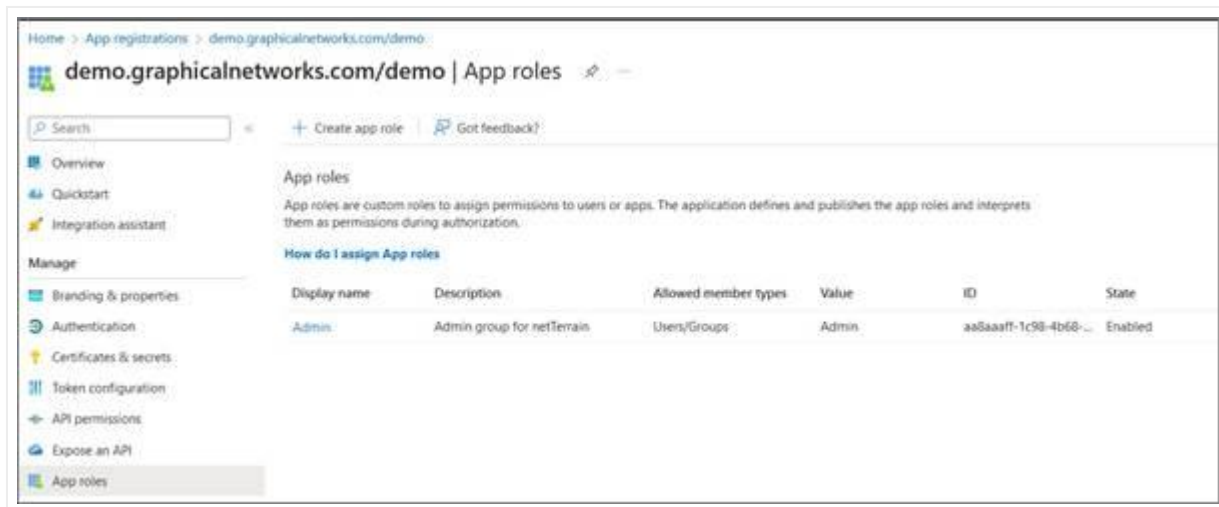 Home > App registrations > demo.graphicalnetworks.com/demo
demo.graphicalnetworks.com/demo | App roles
Search
+ Create app role
Got feedback?
Overview
Quickstart
Integration assistant
Manage
Branding & properties
Authentication
Certificates & secrets
Token configuration
API permissions
Expose an API
App roles
App roles
App roles are custom roles to assign permissions to users or apps. The application defines and publishes the app roles and interprets
them as permissions during authorization.
How do I assign App roles
Display name Description Allowed member types Value ID State
Admin Admin group for netTerrain Users/Groups Admin aa8aaaff-1c98-4b68-... Enabled